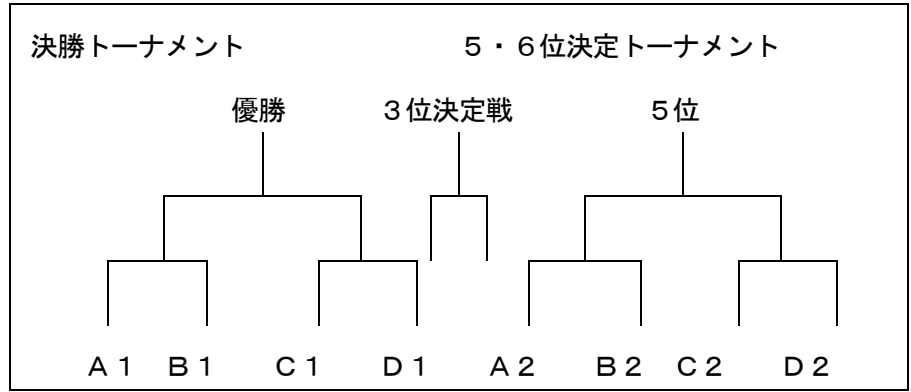 決勝トーナメント　　　　　　　５・６位決定トーナメント
優勝　　　３位決定戦　　　　　５位
Ａ１　Ｂ１　　Ｃ１　　Ｄ１　　Ａ２　　Ｂ２　Ｃ２　　Ｄ２